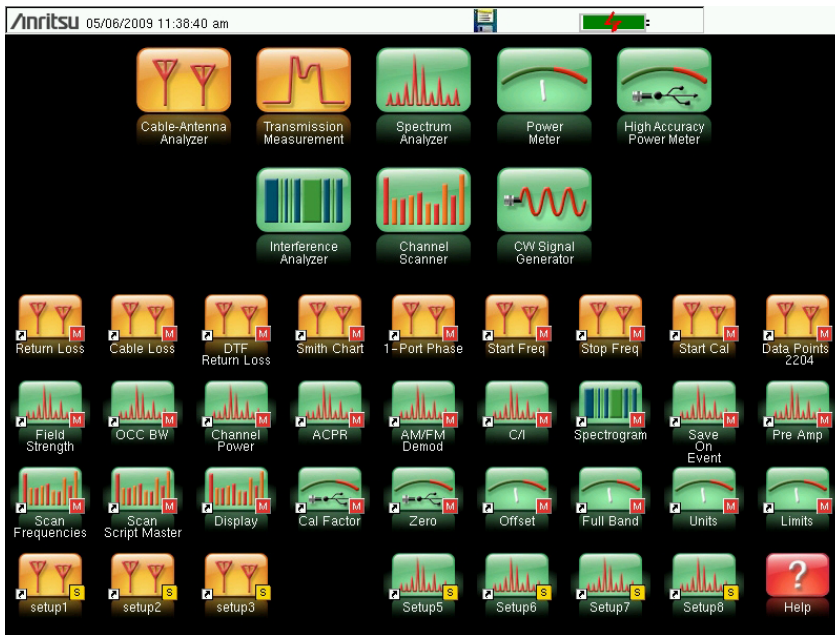 Anritsu 05/06/2009 11:38:40 am
Cable-Antenna
Analyzer
Transmission
Measurement
Spectrum
Analyzer
Power
Meter
High Accuracy
Power Meter
Interference
Analyzer
Channel
Scanner
CW Signal
Generator
M M M M M M M M M
Return Loss
Cable Loss
DTF
Return Loss
Smith Chart
1-Port Phase
Start Freq
Stop Freq
Start Cal
Data Points
2204
M M M M M M M M M
Field
Strength
OCC BW
Channel
Power
ACPR
AM/FM
Demod
C/I
Spectrogram
Save
On
Event
Pre Amp
M M M M M M M M M
Scan
Frequencies
Scan
Script Master
Display
Cal Factor
Zero
Offset
Full Band
Units
Limits
S S S S S S S ?
setup1
setup2
setup3
Setup5
Setup6
Setup7
Setup8
Help